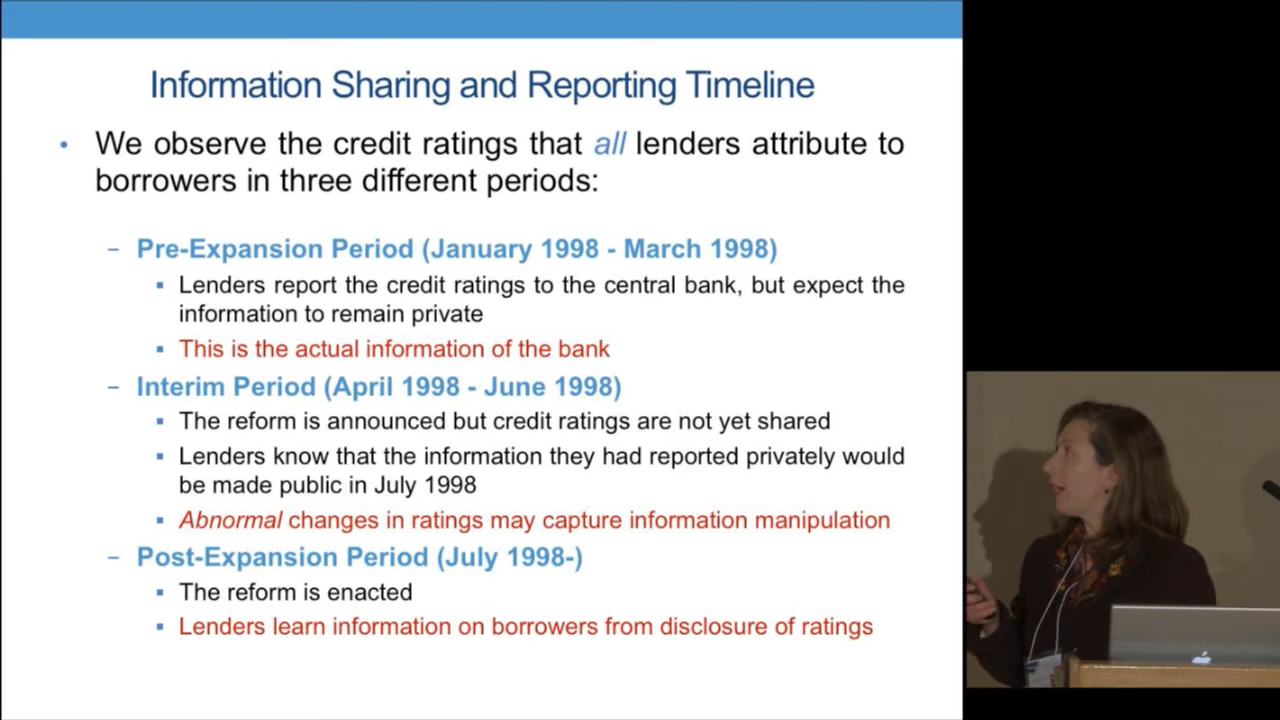 Information Sharing and Reporting Timeline
• We observe the credit ratings that all lenders attribute to
borrowers in three different periods:
– Pre-Expansion Period (January 1998 - March 1998)
▪ Lenders report the credit ratings to the central bank, but expect the
information to remain private
▪ This is the actual information of the bank
– Interim Period (April 1998 - June 1998)
▪ The reform is announced but credit ratings are not yet shared
▪ Lenders know that the information they had reported privately would
be made public in July 1998
▪ Abnormal changes in ratings may capture information manipulation
– Post-Expansion Period (July 1998-)
▪ The reform is enacted
▪ Lenders learn information on borrowers from disclosure of ratings